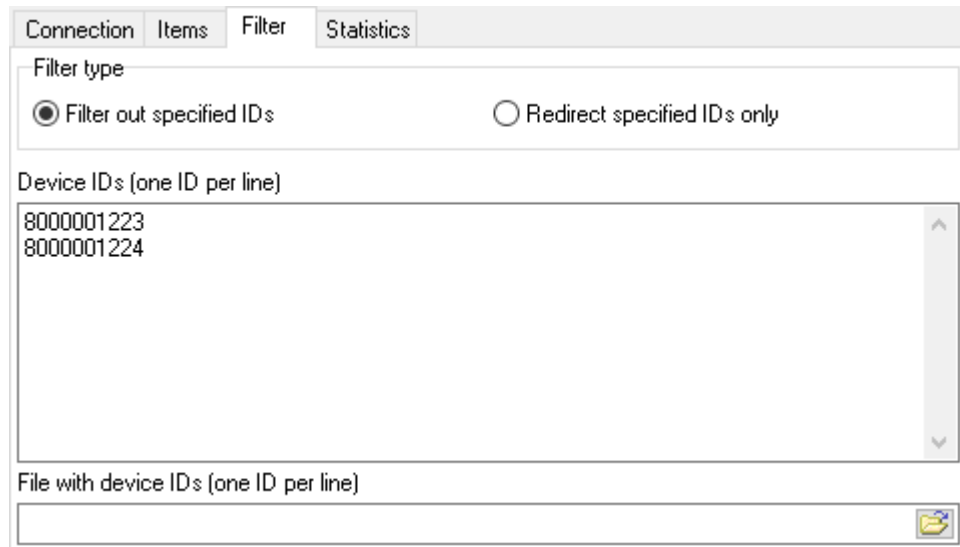 Connection Items Filter Statistics
Filter type
Filter out specified IDs Redirect specified IDs only
Device IDs (one ID per line)
8000001223
8000001224
File with device IDs (one ID per line)